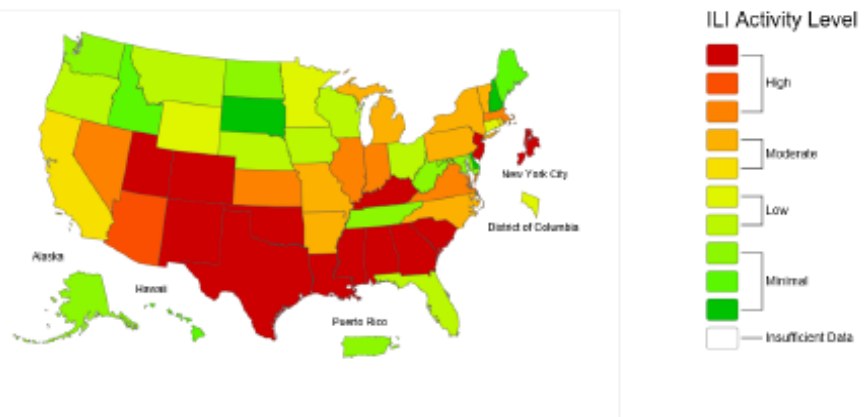 ILI Activity Level
High
Moderate
New York City
Low
District of Columbia
Alaska
Minimal
Hawaii
Puerto Rico
Insufficient Data